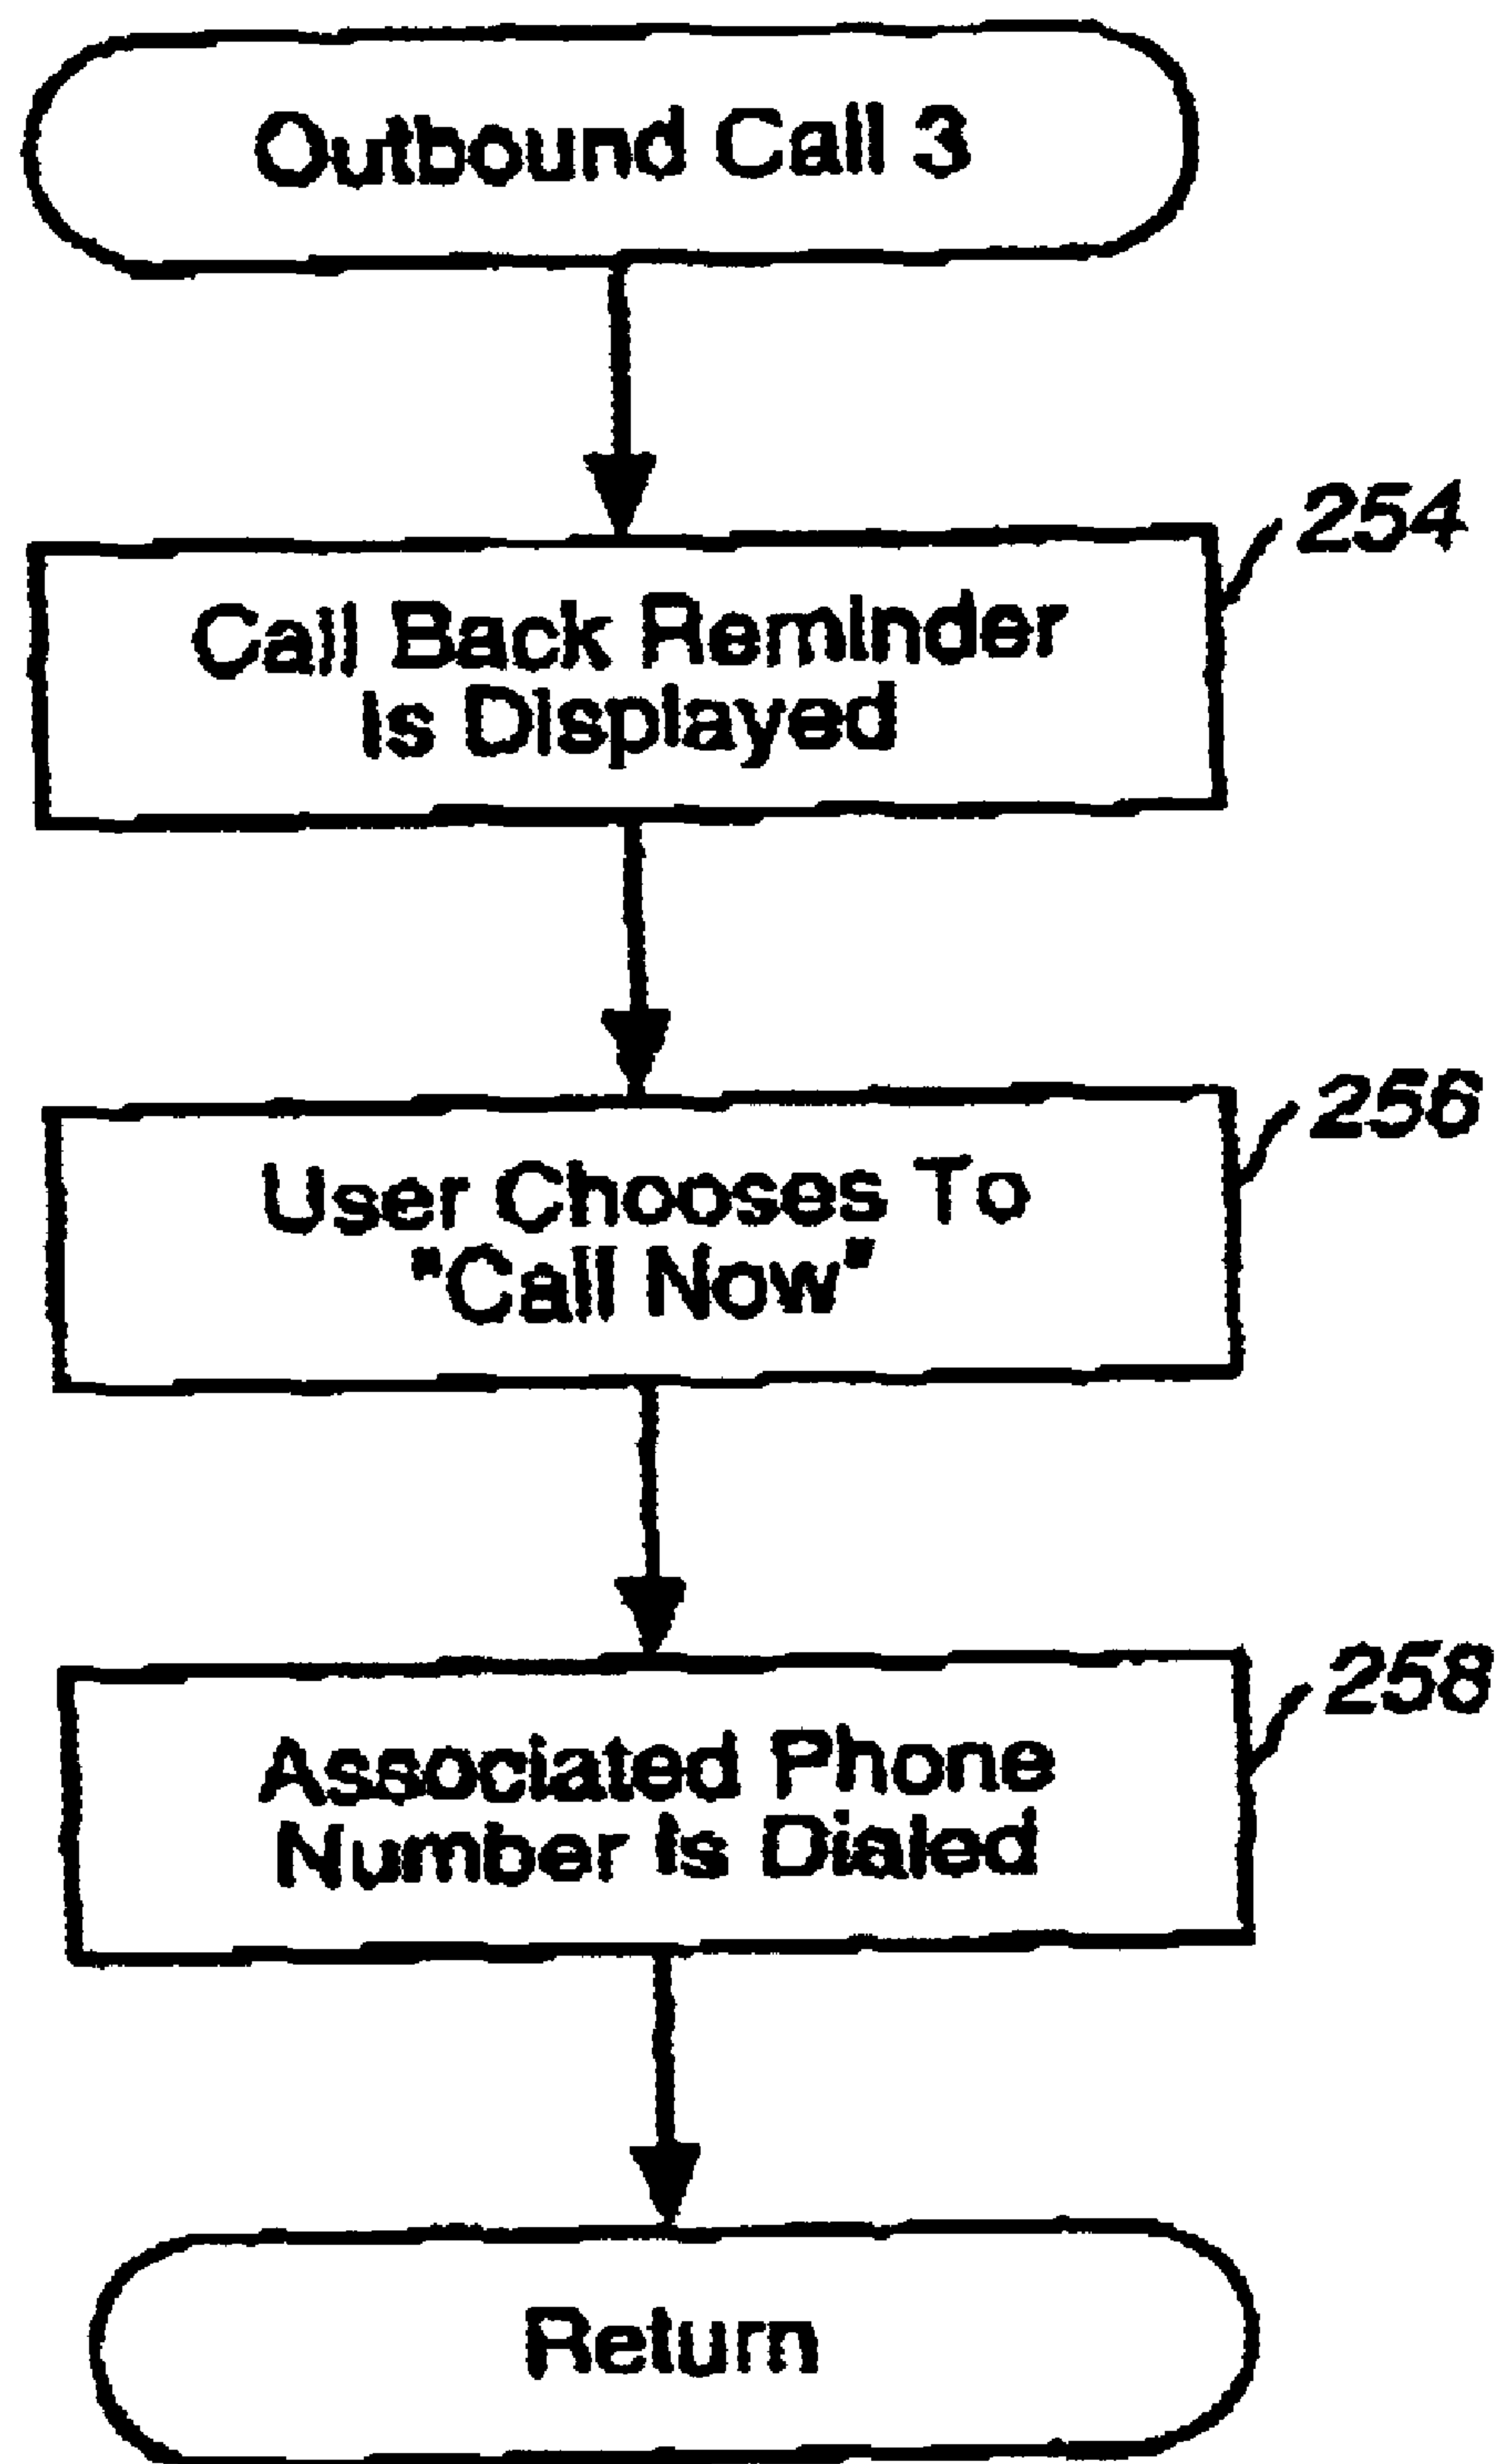 Outbound Call 3
254
Call Back Reminder
Is Displayed
256
User Chooses To
"Call Now"
258
Associated Phone
Number Is Dialed
Return